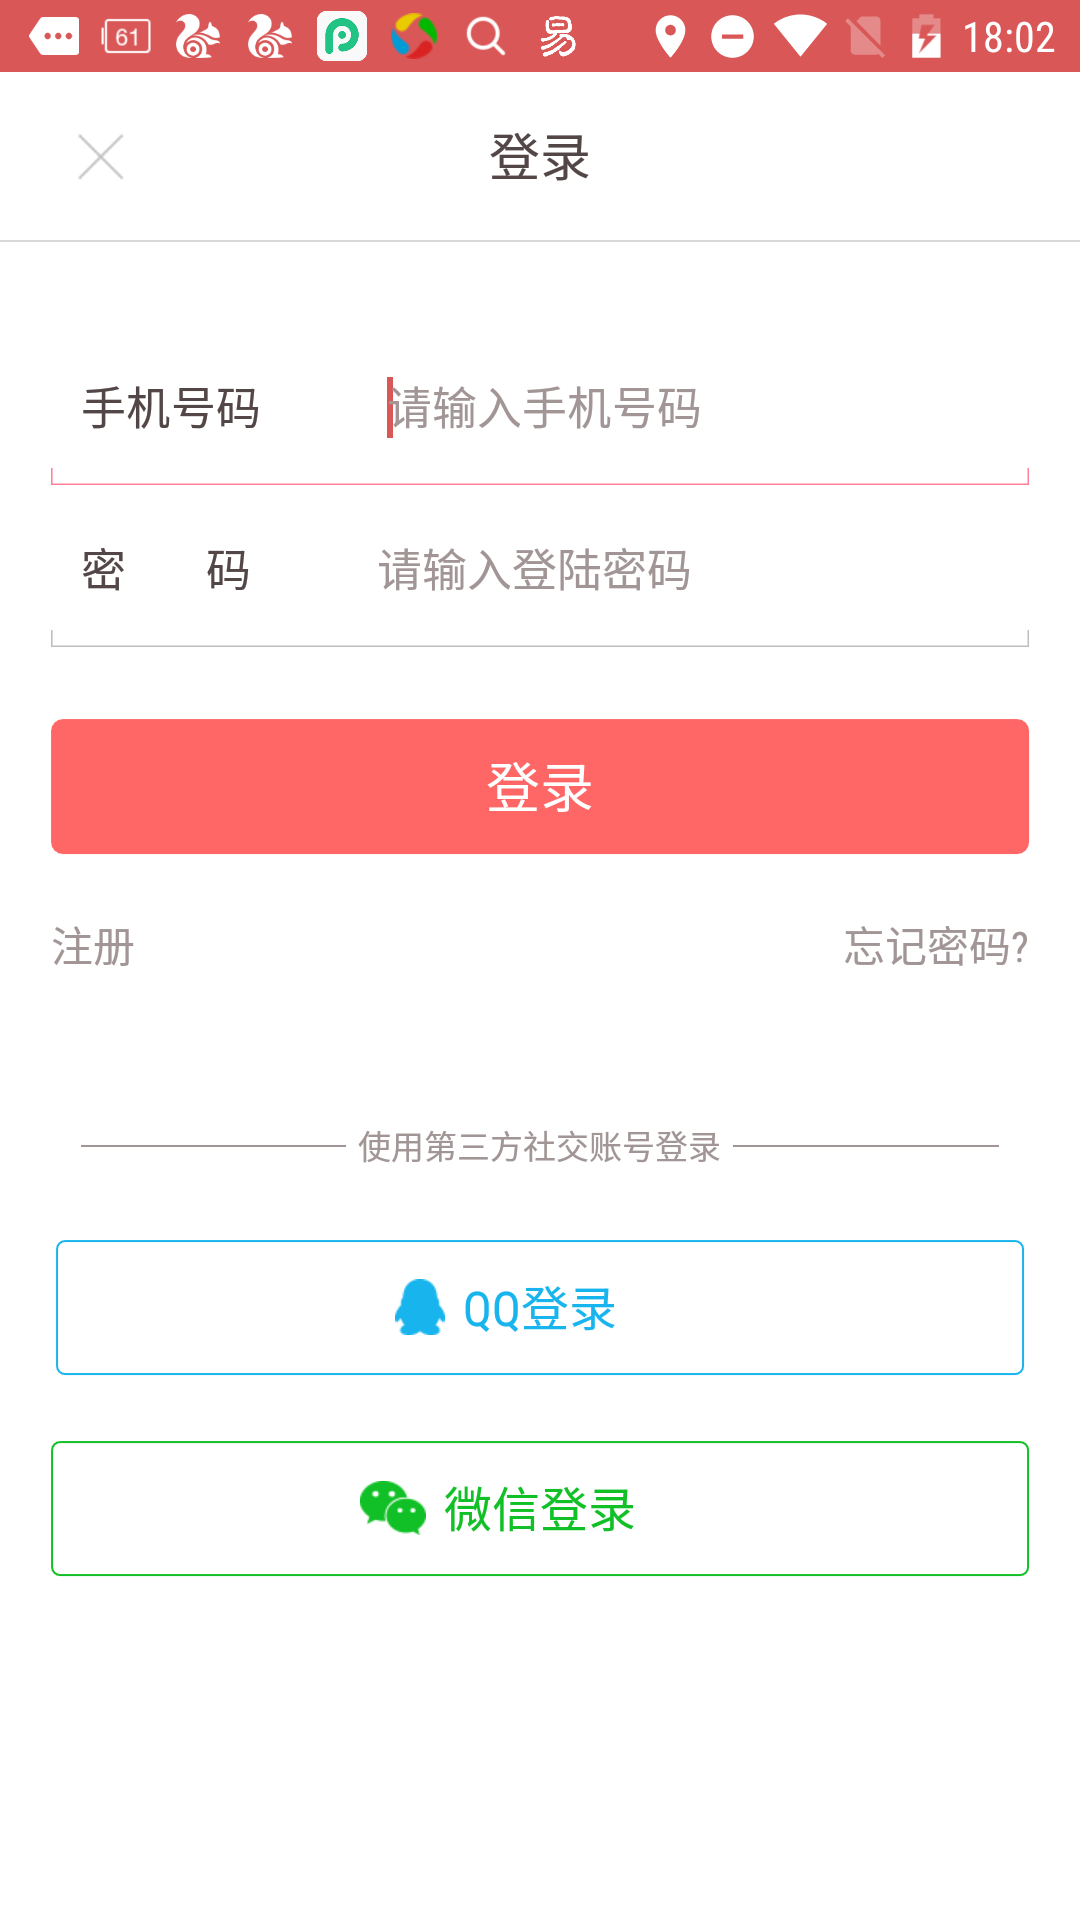 61 易 18:02
登录
手机号码 请输入手机号码
密 码 请输入登陆密码
登录
注册 忘记密码?
使用第三方社交账号登录
QQ登录
微信登录